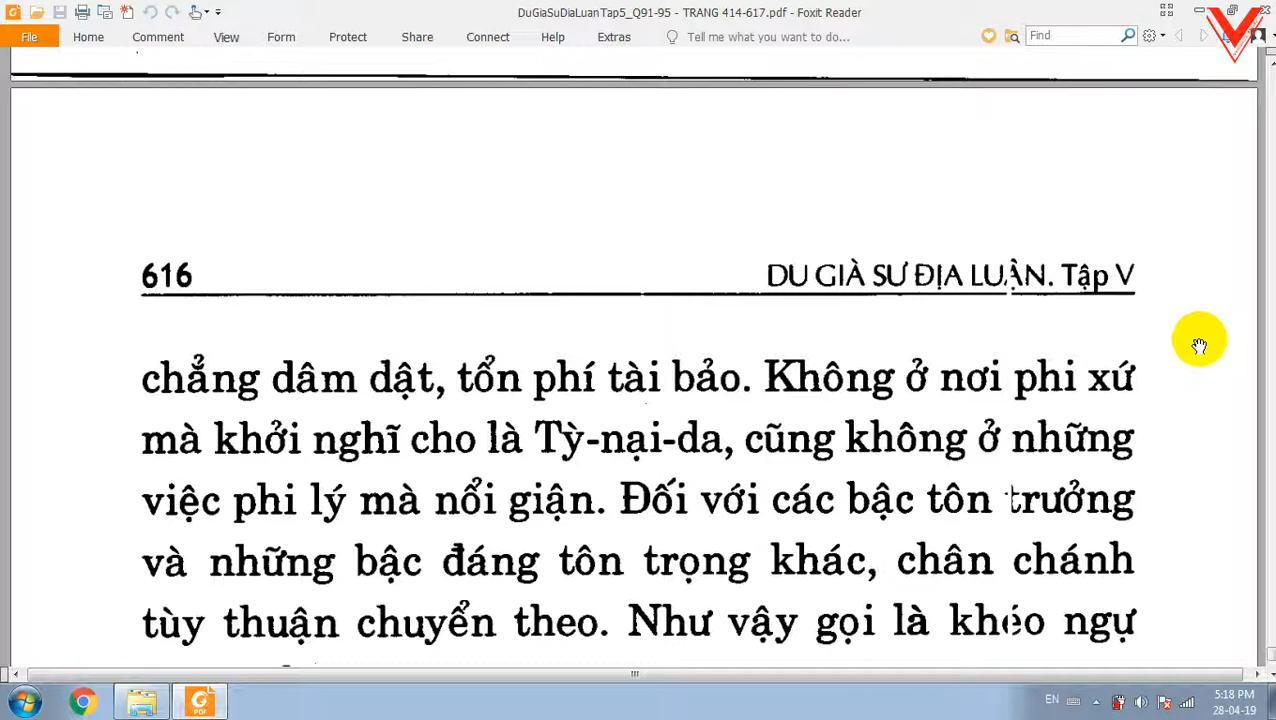 DuGiaSuDiaLuanTap5_Q91-95 - TRANG 414-617.pdf - Foxit Reader
File Home Comment View Form Protect Share Connect Help Extras Tell me what you want to do... Find
616 DU GIÀ SƯ ĐỊA LUẬN. Tập V
chẳng dâm dật, tổn phí tài bảo. Không ở nơi phi xứ
mà khởi nghĩ cho là Tỳ-nại-da, cũng không ở những
việc phi lý mà nổi giận. Đối với các bậc tôn trưởng
và những bậc đáng tôn trọng khác, chân chánh
tùy thuận chuyển theo. Như vậy gọi là khéo ngự
PDF
EN 5:18 PM
28-04-19